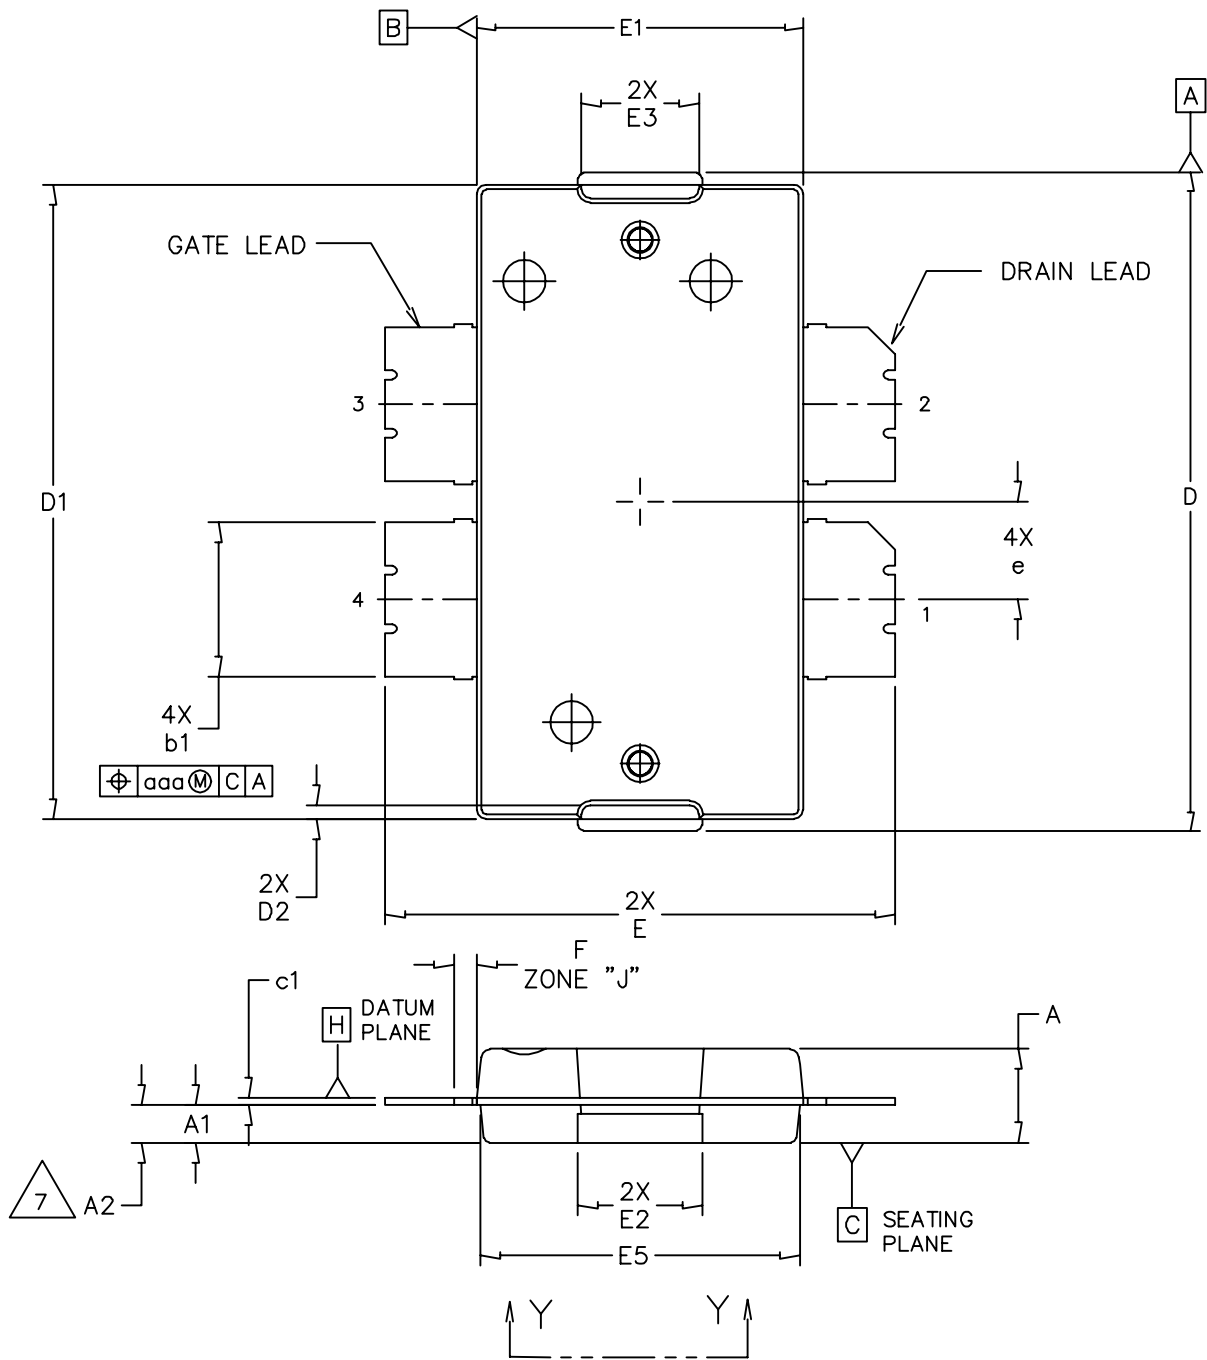 B
E1
2X
E3
A
GATE LEAD
DRAIN LEAD
3
2
D1
D
4X
e
4
1
4X
b1
⌖ aaa Ⓜ C A
2X
D2
2X
E
F
ZONE "J"
c1
H
DATUM
PLANE
A
A1
7
A2
2X
E2
C
SEATING
PLANE
E5
Y
Y